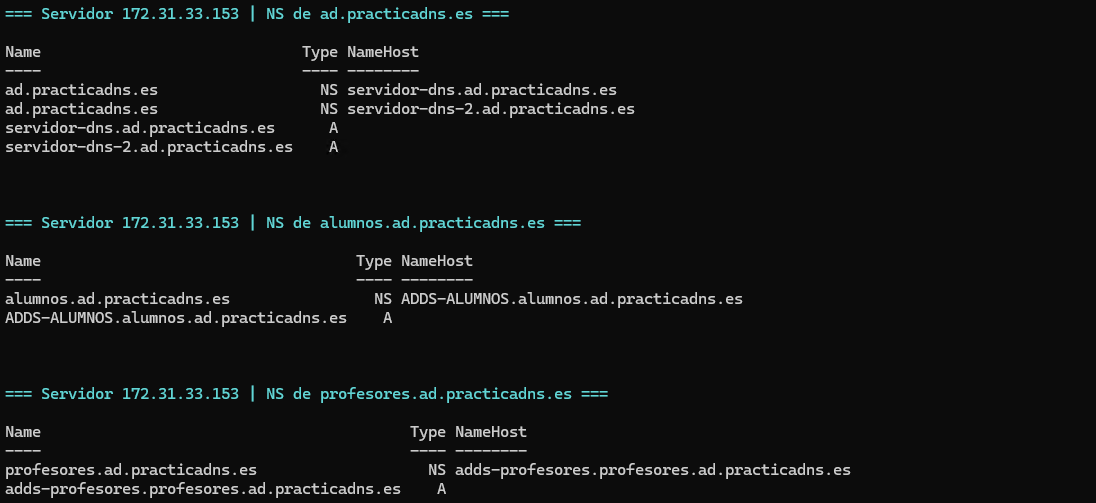 === Servidor 172.31.33.153 | NS de ad.practicadns.es ===
Name Type NameHost
---- ---- --------
ad.practicadns.es NS servidor-dns.ad.practicadns.es
ad.practicadns.es NS servidor-dns-2.ad.practicadns.es
servidor-dns.ad.practicadns.es A
servidor-dns-2.ad.practicadns.es A
=== Servidor 172.31.33.153 | NS de alumnos.ad.practicadns.es ===
Name Type NameHost
---- ---- --------
alumnos.ad.practicadns.es NS ADDS-ALUMNOS.alumnos.ad.practicadns.es
ADDS-ALUMNOS.alumnos.ad.practicadns.es A
=== Servidor 172.31.33.153 | NS de profesores.ad.practicadns.es ===
Name Type NameHost
---- ---- --------
profesores.ad.practicadns.es NS adds-profesores.profesores.ad.practicadns.es
adds-profesores.profesores.ad.practicadns.es A